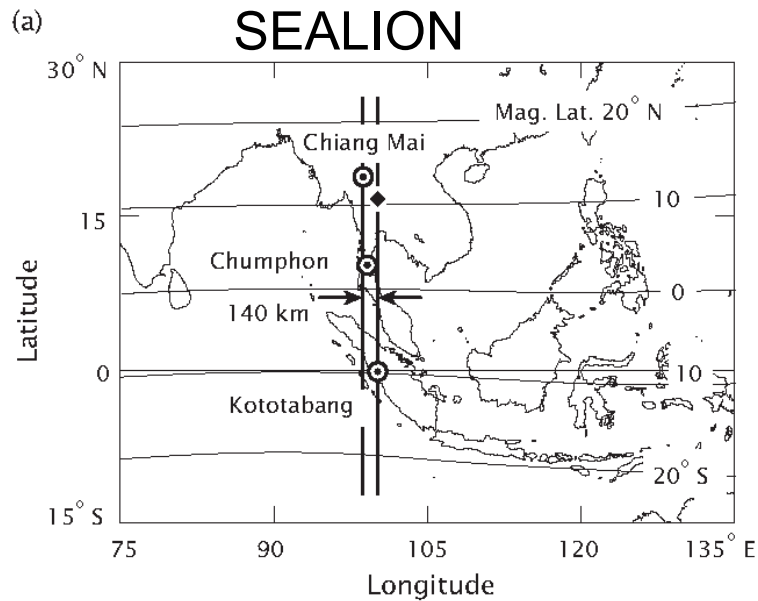 (a)
SEALION
30° N
Mag. Lat. 20° N
Chiang Mai
15
10
Chumphon
0
140 km
0
10
Kototabang
20° S
15° S
75
90
105
120
135° E
Latitude
Longitude